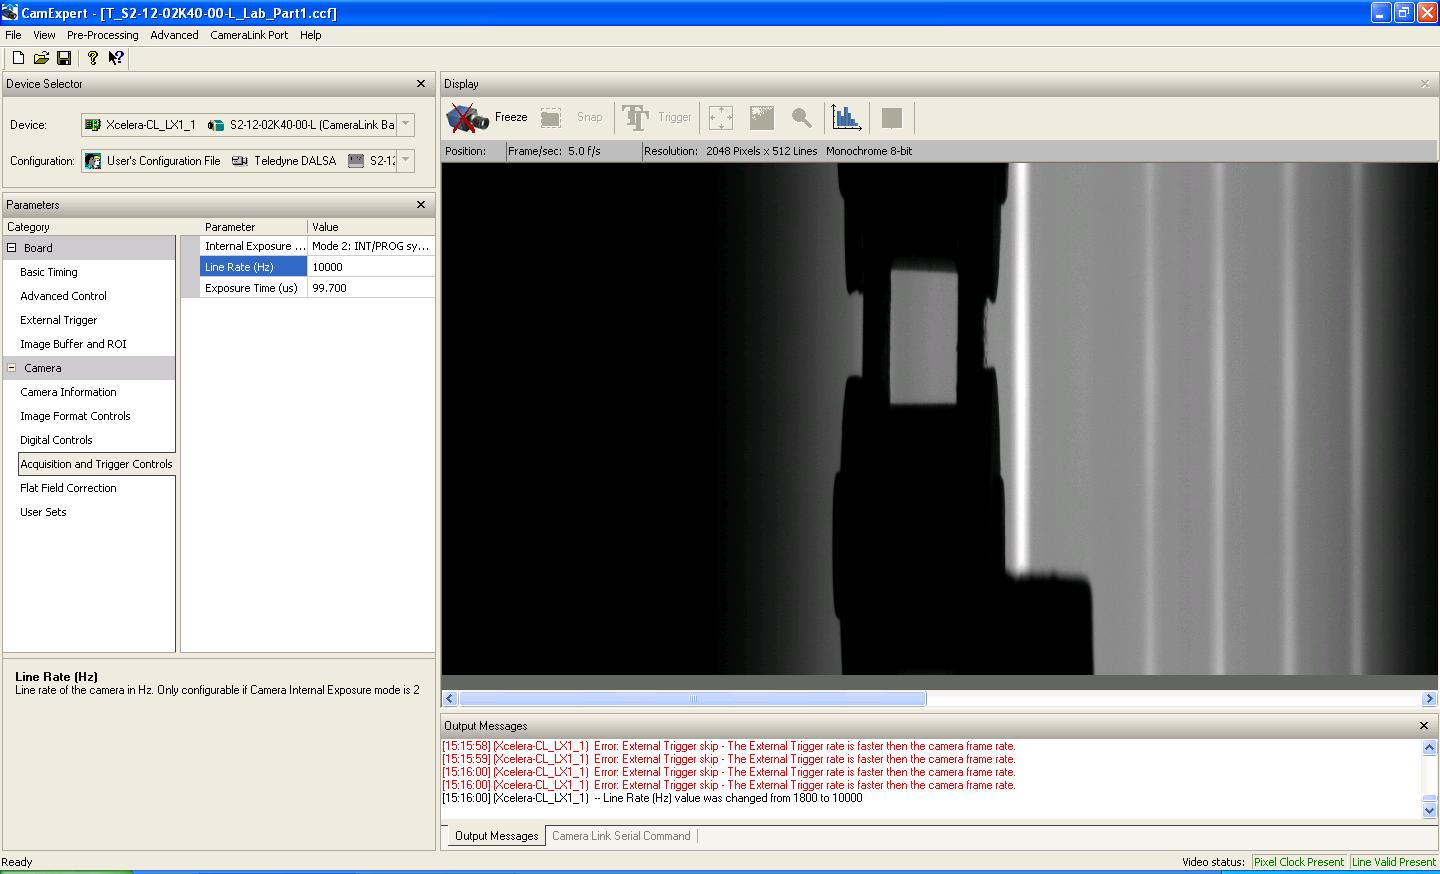 CamExpert - [T_S2-12-02K40-00-L_Lab_Part1.ccf]
File View Pre-Processing Advanced CameraLink Port Help
Device Selector
Device: Xcelera-CL_LX1_1 S2-12-02K40-00-L (CameraLink Ba
Configuration: User's Configuration File Teledyne DALSA S2-12
Parameters
Category
Board
Basic Timing
Advanced Control
External Trigger
Image Buffer and ROI
Camera
Camera Information
Image Format Controls
Digital Controls
Acquisition and Trigger Controls
Flat Field Correction
User Sets
Parameter Value
Internal Exposure ... Mode 2: INT/PROG sy...
Line Rate (Hz) 10000
Exposure Time (us) 99.700
Line Rate (Hz)
Line rate of the camera in Hz. Only configurable if Camera Internal Exposure mode is 2
Display
Freeze Snap Trigger
Position: Frame/sec: 5.0 f/s Resolution: 2048 Pixels x 512 Lines Monochrome 8-bit
Output Messages
[15:15:58] (Xcelera-CL_LX1_1) Error: External Trigger skip - The External Trigger rate is faster then the camera frame rate.
[15:15:59] (Xcelera-CL_LX1_1) Error: External Trigger skip - The External Trigger rate is faster then the camera frame rate.
[15:16:00] (Xcelera-CL_LX1_1) Error: External Trigger skip - The External Trigger rate is faster then the camera frame rate.
[15:16:00] (Xcelera-CL_LX1_1) Error: External Trigger skip - The External Trigger rate is faster then the camera frame rate.
[15:16:00] (Xcelera-CL_LX1_1) -- Line Rate (Hz) value was changed from 1800 to 10000
Output Messages Camera Link Serial Command
Ready
Video status: Pixel Clock Present Line Valid Present